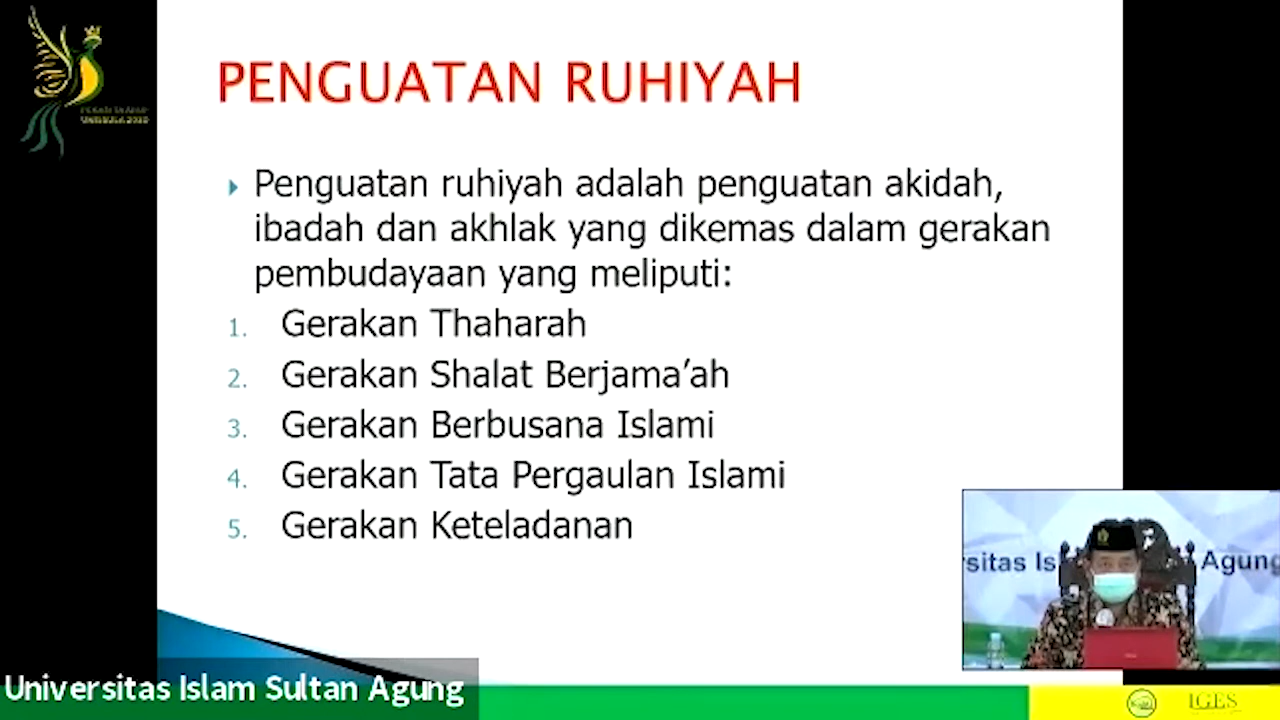 PENGUATAN RUHIYAH
Penguatan ruhiyah adalah penguatan akidah,
ibadah dan akhlak yang dikemas dalam gerakan
pembudayaan yang meliputi:
1. Gerakan Thaharah
2. Gerakan Shalat Berjama’ah
3. Gerakan Berbusana Islami
4. Gerakan Tata Pergaulan Islami
5. Gerakan Keteladanan
rsitas Is Agung
Universitas Islam Sultan Agung
IGES